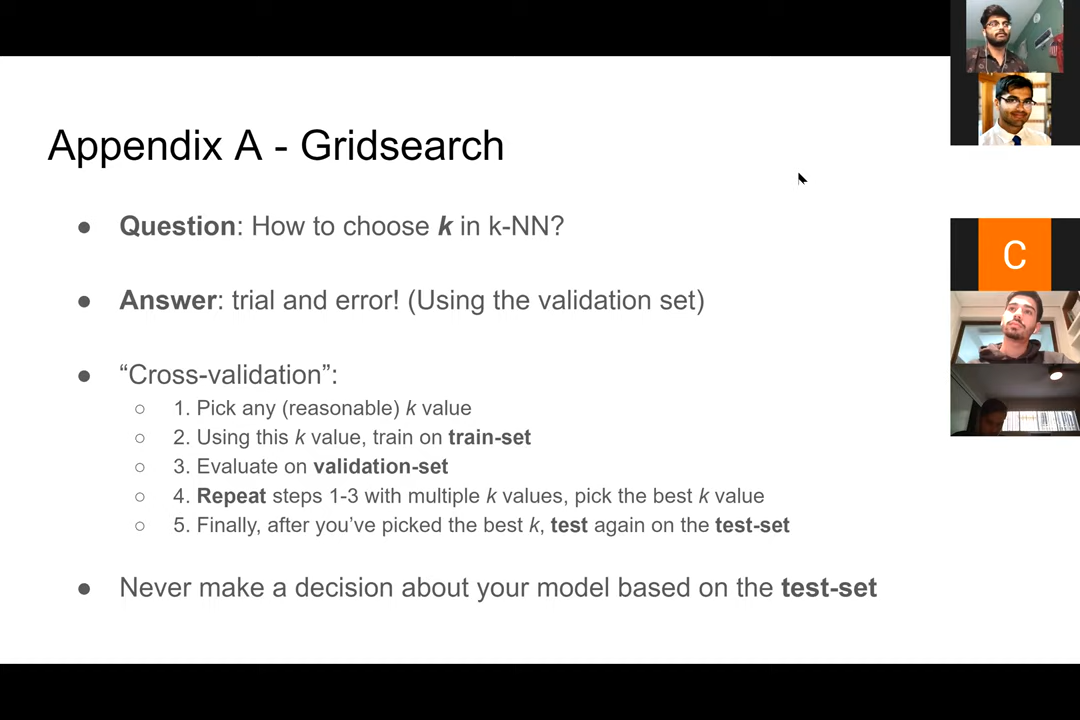 Appendix A - Gridsearch
● Question: How to choose k in k-NN?
● Answer: trial and error! (Using the validation set)
● “Cross-validation”:
○ 1. Pick any (reasonable) k value
○ 2. Using this k value, train on train-set
○ 3. Evaluate on validation-set
○ 4. Repeat steps 1-3 with multiple k values, pick the best k value
○ 5. Finally, after you’ve picked the best k, test again on the test-set
● Never make a decision about your model based on the test-set
C